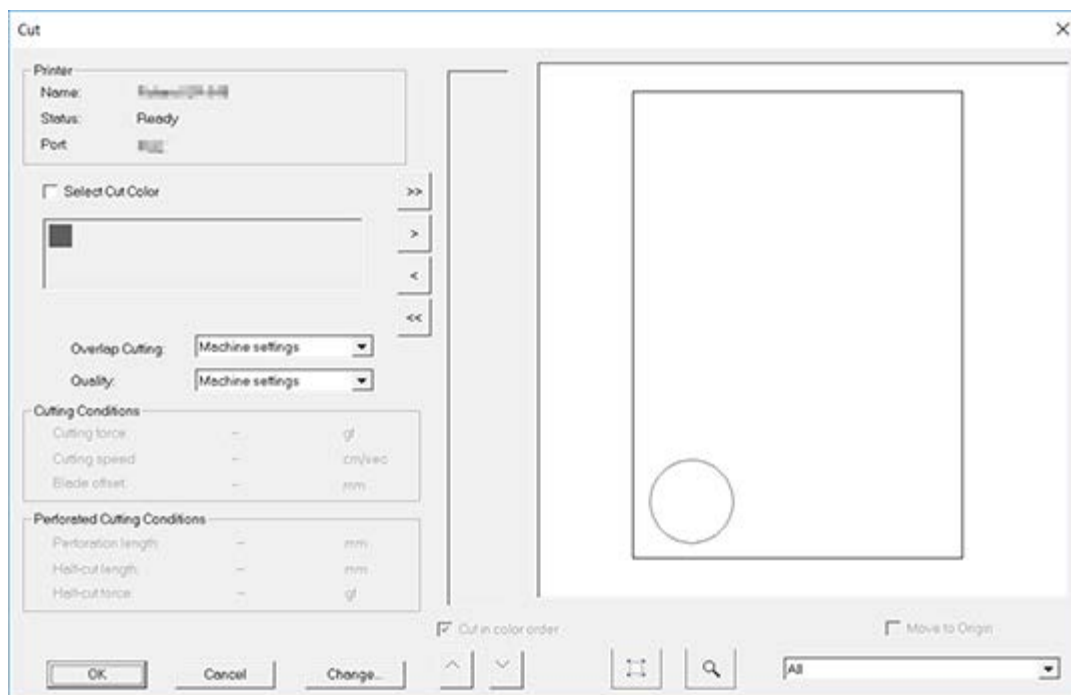 Cut
Printer
Name:
Status: Ready
Port
Select Cut Color
>>
>
<
<<
Overlap Cutting: Machine settings
Quality: Machine settings
Cutting Conditions
Cutting force -- gf
Cutting speed -- cm/sec
Blade offset -- mm
Perforated Cutting Conditions
Perforation length -- mm
Half-cut length: -- mm
Half-cut force: -- gf
Cut in color order
Move to Origin
OK
Cancel
Change...
All